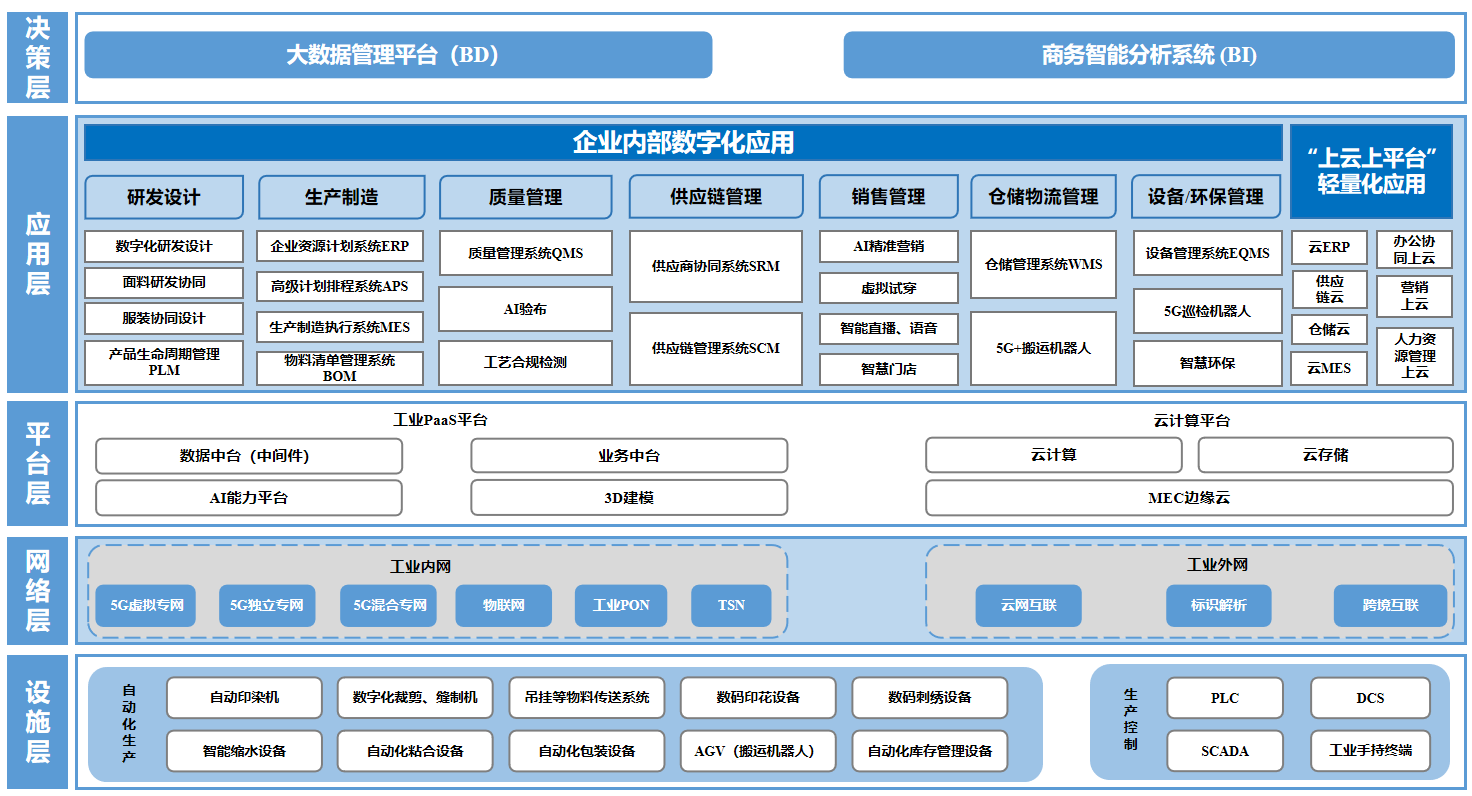 决
策
层
大数据管理平台（BD）
商务智能分析系统 (BI)
应
用
层
企业内部数字化应用
“上云上平台”
轻量化应用
研发设计
生产制造
质量管理
供应链管理
销售管理
仓储物流管理
设备/环保管理
数字化研发设计
面料研发协同
服装协同设计
产品生命周期管理
PLM
企业资源计划系统ERP
高级计划排程系统APS
生产制造执行系统MES
物料清单管理系统
BOM
质量管理系统QMS
AI验布
工艺合规检测
供应商协同系统SRM
供应链管理系统SCM
AI精准营销
虚拟试穿
智能直播、语音
智慧门店
仓储管理系统WMS
5G+搬运机器人
设备管理系统EQMS
5G巡检机器人
智慧环保
云ERP
供应
链云
仓储云
云MES
办公协
同上云
营销
上云
人力资
源管理
上云
平
台
层
工业PaaS平台
数据中台（中间件）
业务中台
AI能力平台
3D建模
云计算平台
云计算
云存储
MEC边缘云
网
络
层
工业内网
5G虚拟专网
5G独立专网
5G混合专网
物联网
工业PON
TSN
工业外网
云网互联
标识解析
跨境互联
设
施
层
自
动
化
生
产
自动印染机
数字化裁剪、缝制机
吊挂等物料传送系统
数码印花设备
数码刺绣设备
智能缩水设备
自动化粘合设备
自动化包装设备
AGV（搬运机器人）
自动化库存管理设备
生
产
控
制
PLC
DCS
SCADA
工业手持终端